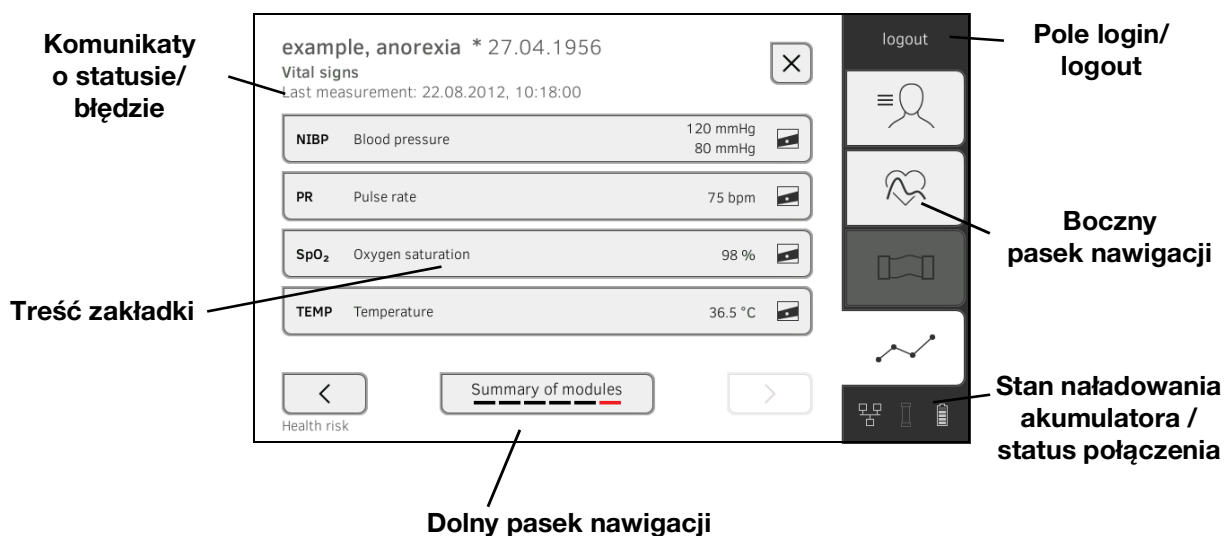 Komunikaty
o statusie/
błędzie
example, anorexia * 27.04.1956
Vital signs
Last measurement: 22.08.2012, 10:18:00
NIBP Blood pressure 120 mmHg
80 mmHg
PR Pulse rate 75 bpm
SpO₂ Oxygen saturation 98 %
TEMP Temperature 36.5 °C
Summary of modules
Health risk
logout
Pole login/
logout
Boczny
pasek nawigacji
Treść zakładki
Stan naładowania
akumulatora /
status połączenia
Dolny pasek nawigacji